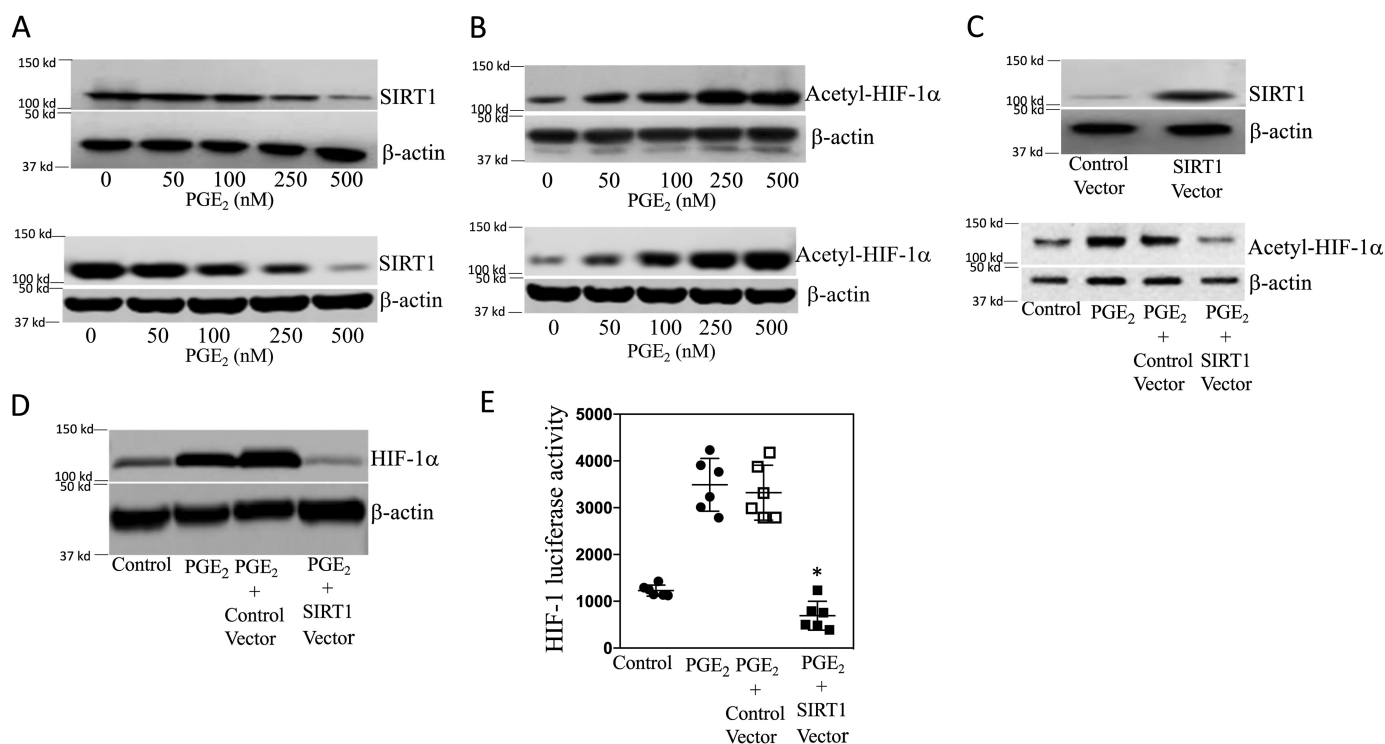 A
150 kd
SIRT1
100 kd
50 kd
β-actin
37 kd
0 50 100 250 500
PGE₂ (nM)
150 kd
SIRT1
100 kd
50 kd
β-actin
37 kd
0 50 100 250 500
PGE₂ (nM)
B
150 kd
Acetyl-HIF-1α
100 kd
50 kd
β-actin
37 kd
0 50 100 250 500
PGE₂ (nM)
150 kd
Acetyl-HIF-1α
100 kd
50 kd
β-actin
37 kd
0 50 100 250 500
PGE₂ (nM)
C
150 kd
SIRT1
100 kd
50 kd
β-actin
37 kd
Control SIRT1
Vector Vector
150 kd
Acetyl-HIF-1α
100 kd
50 kd
β-actin
37 kd
Control PGE₂ PGE₂ PGE₂
+ +
Control SIRT1
Vector Vector
D
150 kd
HIF-1α
100 kd
50 kd
β-actin
37 kd
Control PGE₂ PGE₂ PGE₂
+ +
Control SIRT1
Vector Vector
E
HIF-1 luciferase activity
5000
4000
3000
2000
1000
0
*
Control PGE₂ PGE₂ PGE₂
+ +
Control SIRT1
Vector Vector